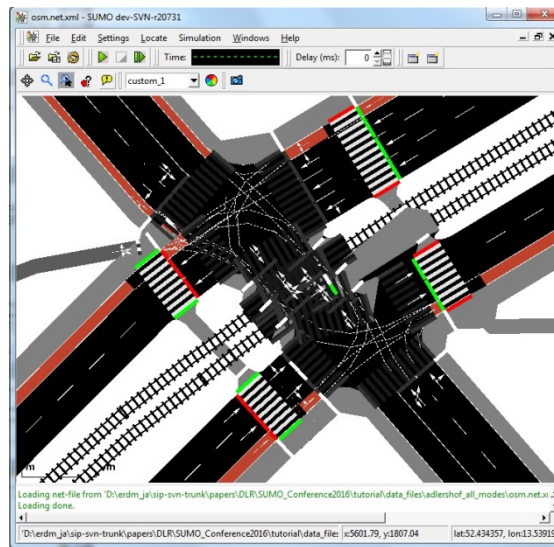 osm.net.xml - SUMO dev-SVN-r20731
File Edit Settings Locate Simulation Windows Help
Time: Delay (ms): 0
custom_1
Loading net-file from 'D:\erdm_ja\sip-svn-trunk\papers\DLR\SUMO_Conference2016\tutorial\data_files\adlershof_all_modes\osm.net.x
Loading done.
'D:\erdm_ja\sip-svn-trunk\papers\DLR\SUMO_Conference2016\tutorial\data_files x:5601.79, y:1807.04 lat:52.434357, lon:13.53919